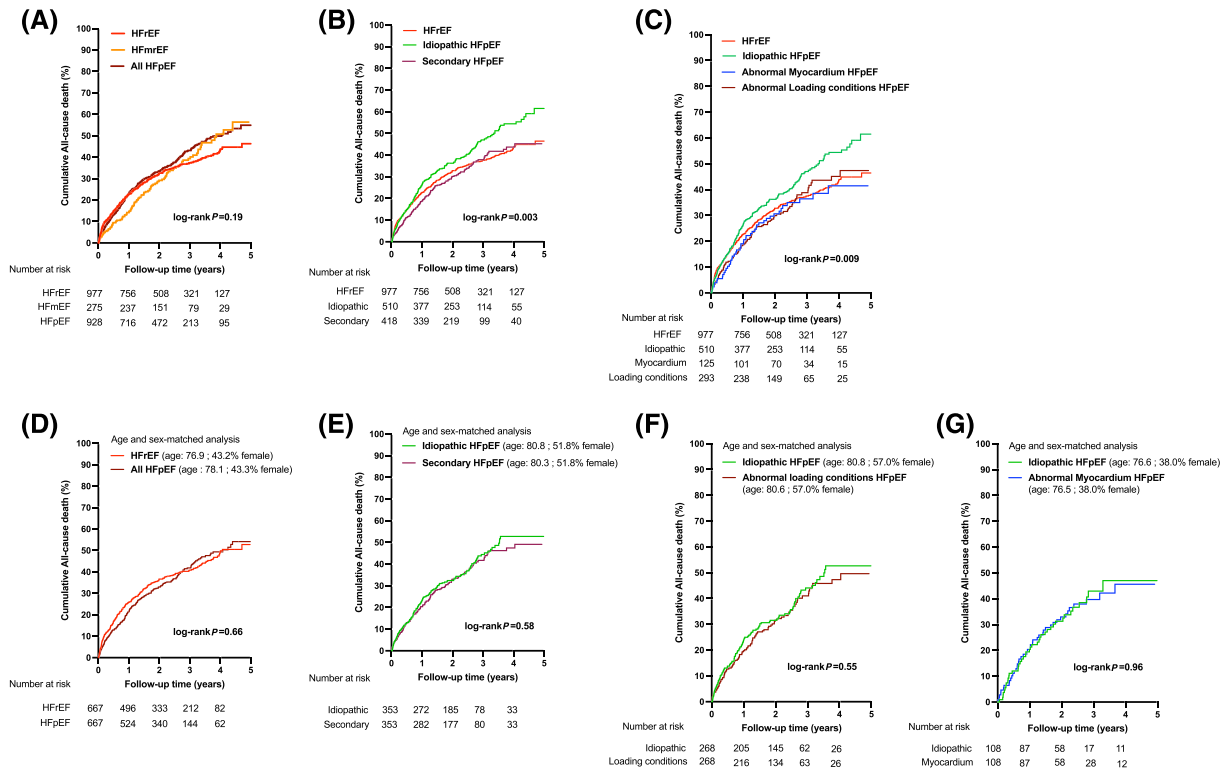 (A)
HFrEF
HFmrEF
All HFpEF
Cumulative All-cause death (%)
100
90
80
70
60
50
40
30
20
10
0
log-rank P=0.19
0 1 2 3 4 5
Follow-up time (years)
Number at risk
HFrEF 977 756 508 321 127
HFmEF 275 237 151 79 29
HFpEF 928 716 472 213 95
(B)
HFrEF
Idiopathic HFpEF
Secondary HFpEF
Cumulative All-cause death (%)
100
90
80
70
60
50
40
30
20
10
0
log-rank P=0.003
0 1 2 3 4 5
Follow-up time (years)
Number at risk
HFrEF 977 756 508 321 127
Idiopathic 510 377 253 114 55
Secondary 418 339 219 99 40
(C)
HFrEF
Idiopathic HFpEF
Abnormal Myocardium HFpEF
Abnormal Loading conditions HFpEF
Cumulative All-cause death (%)
100
90
80
70
60
50
40
30
20
10
0
log-rank P=0.009
0 1 2 3 4 5
Follow-up time (years)
Number at risk
HFrEF 977 756 508 321 127
Idiopathic 510 377 253 114 55
Myocardium 125 101 70 34 15
Loading conditions 293 238 149 65 25
(D)
Age and sex-matched analysis
HFrEF (age: 76.9 ; 43.2% female)
All HFpEF (age : 78.1 ; 43.3% female)
Cumulative All-cause death (%)
100
90
80
70
60
50
40
30
20
10
0
log-rank P=0.66
0 1 2 3 4 5
Follow-up time (years)
Number at risk
HFrEF 667 496 333 212 82
HFpEF 667 524 340 144 62
(E)
Age and sex-matched analysis
Idiopathic HFpEF (age: 80.8 ; 51.8% female)
Secondary HFpEF (age: 80.3 ; 51.8% female)
Cumulative All-cause death (%)
100
90
80
70
60
50
40
30
20
10
0
log-rank P=0.58
0 1 2 3 4 5
Follow-up time (years)
Number at risk
Idiopathic 353 272 185 78 33
Secondary 353 282 177 80 33
(F)
Age and sex-matched analysis
Idiopathic HFpEF (age: 80.8 ; 57.0% female)
Abnormal loading conditions HFpEF
(age: 80.6 ; 57.0% female)
Cumulative All-cause death (%)
100
90
80
70
60
50
40
30
20
10
0
log-rank P=0.55
0 1 2 3 4 5
Follow-up time (years)
Number at risk
Idiopathic 268 205 145 62 26
Loading conditions 268 216 134 63 26
(G)
Age and sex-matched analysis
Idiopathic HFpEF (age: 76.6 ; 38.0% female)
Abnormal Myocardium HFpEF
(age: 76.5 ; 38.0% female)
Cumulative All-cause death (%)
100
90
80
70
60
50
40
30
20
10
0
log-rank P=0.96
0 1 2 3 4 5
Follow-up time (years)
Number at risk
Idiopathic 108 87 58 17 11
Myocardium 108 87 58 28 12